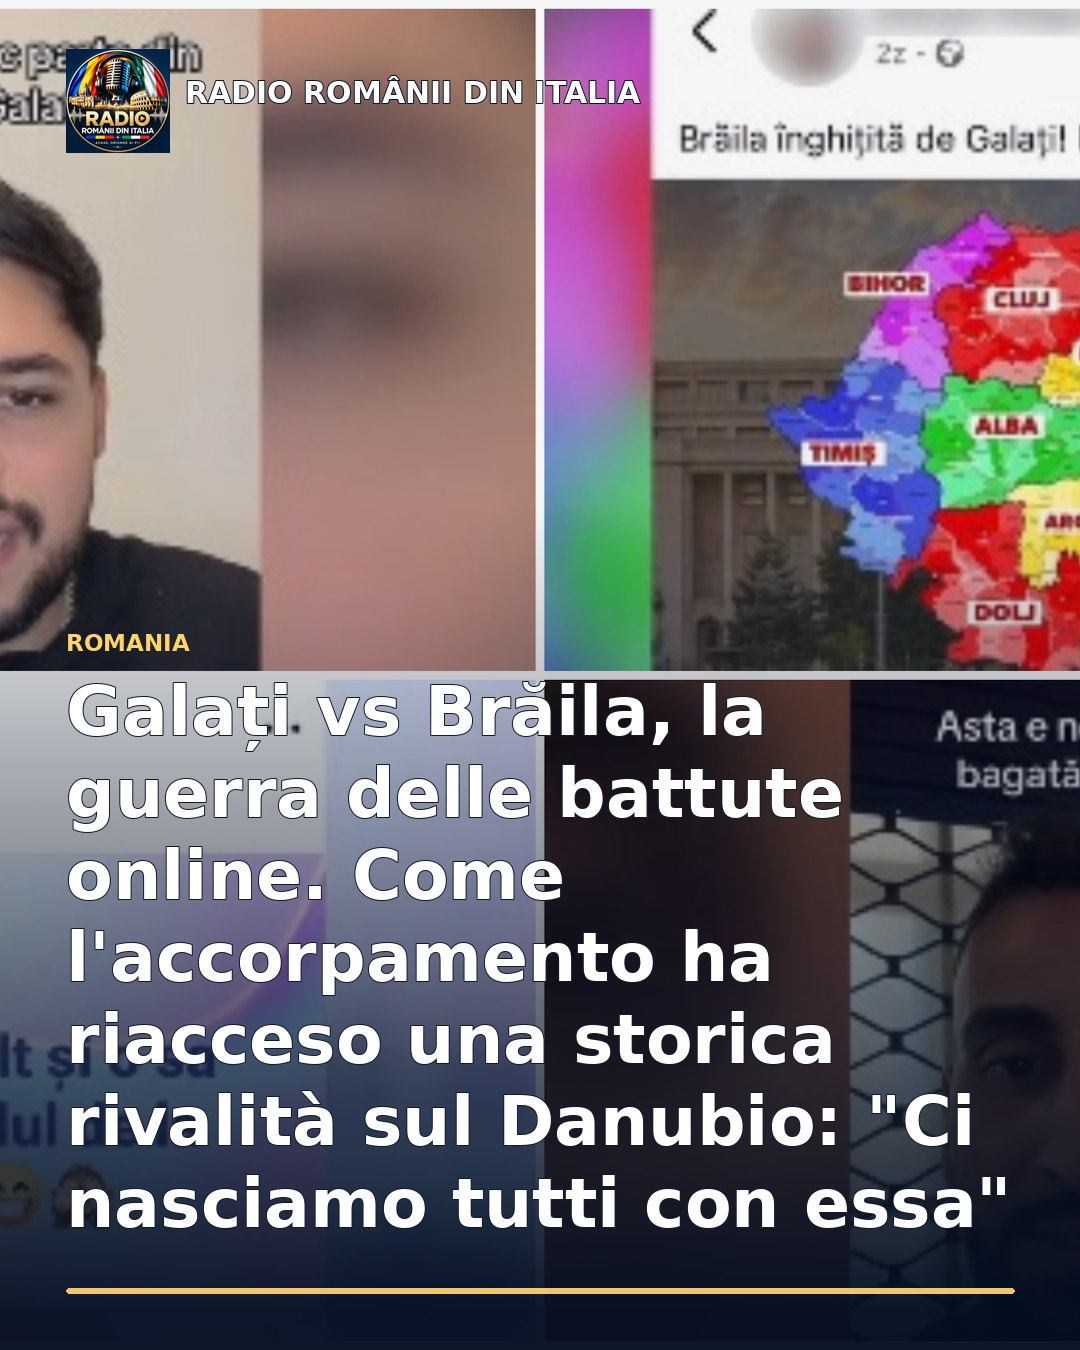 RADIO ROMÂNII DIN ITALIA
RADIO
ROMÂNII DIN ITALIA
2z
Brăila înghițită de Galați!
BIHOR
CLUJ
ALBA
TIMIȘ
DOLJ
ROMANIA
Galați vs Brăila, la
guerra delle battute
online. Come
l'accorpamento ha
riacceso una storica
rivalità sul Danubio: "Ci
nasciamo tutti con essa"
Asta e
bagată